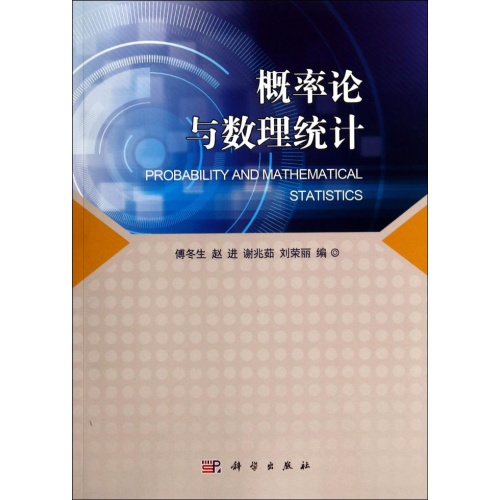 概率论
与数理统计
PROBABILITY AND MATHEMATICAL
STATISTICS
傅冬生 赵 进 谢兆茹 刘荣丽 编◎
科学出版社